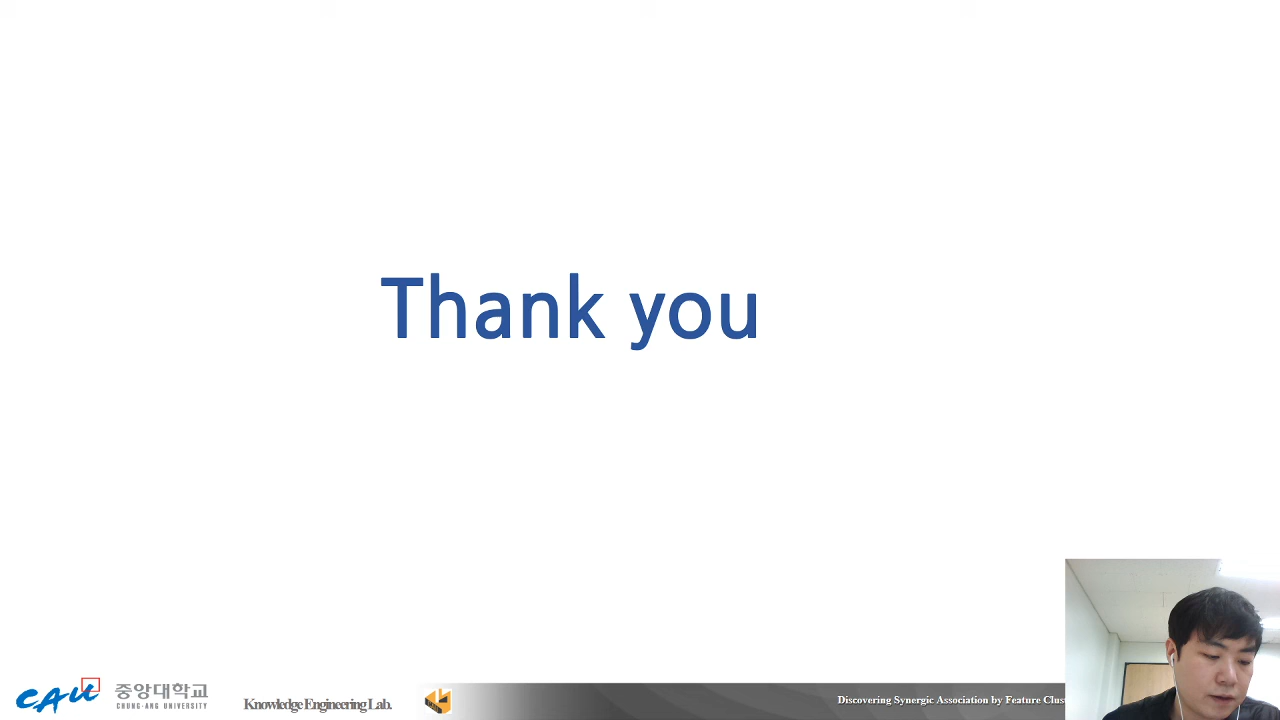 Thank you
CAU
중앙대학교
CHUNG-ANG UNIVERSITY
Knowledge Engineering Lab.
Discovering Synergic Association by Feature